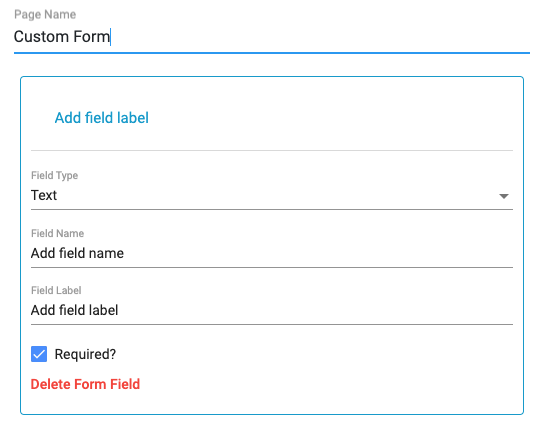 Page Name
Custom Form
Add field label
Field Type
Text
Field Name
Add field name
Field Label
Add field label
Required?
Delete Form Field